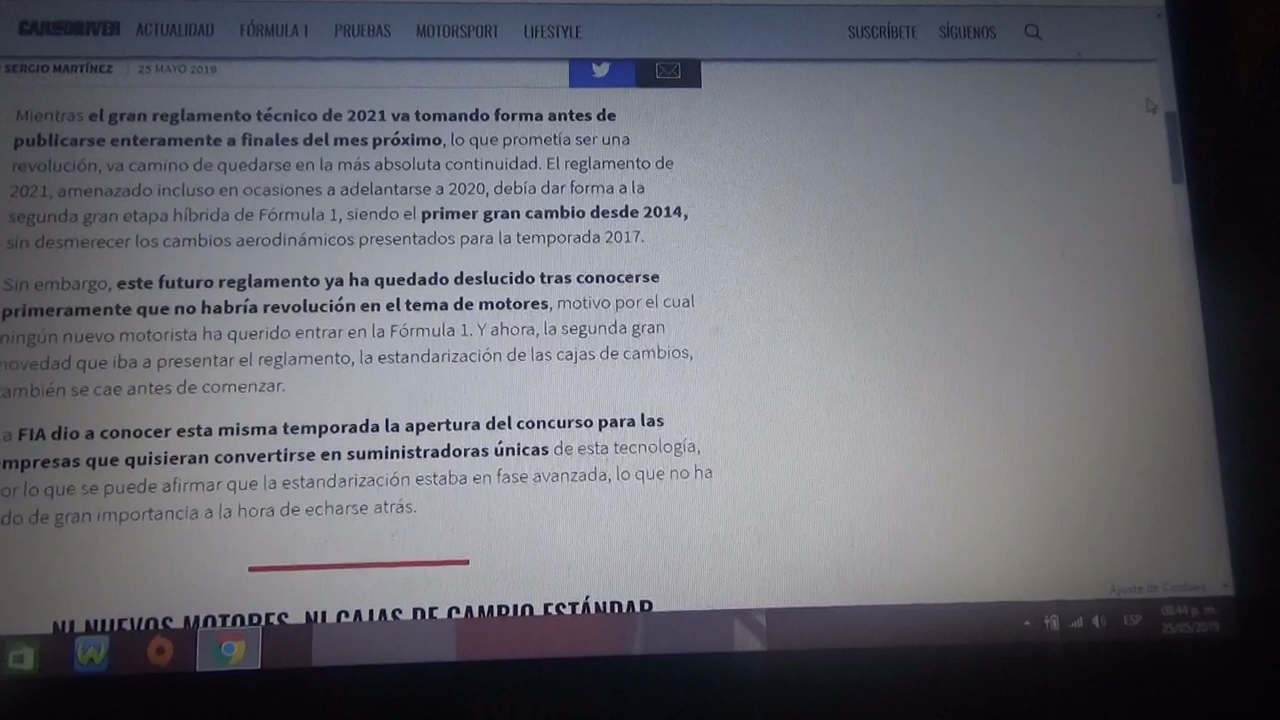 CAR AND DRIVER ACTUALIDAD FÓRMULA 1 PRUEBAS MOTORSPORT LIFESTYLE SUSCRÍBETE SÍGUENOS
SERGIO MARTÍNEZ 25 MAYO 2019
Mientras el gran reglamento técnico de 2021 va tomando forma antes de
publicarse enteramente a finales del mes próximo, lo que prometía ser una
revolución, va camino de quedarse en la más absoluta continuidad. El reglamento de
2021, amenazado incluso en ocasiones a adelantarse a 2020, debía dar forma a la
segunda gran etapa híbrida de Fórmula 1, siendo el primer gran cambio desde 2014,
sin desmerecer los cambios aerodinámicos presentados para la temporada 2017.
Sin embargo, este futuro reglamento ya ha quedado deslucido tras conocerse
primeramente que no habría revolución en el tema de motores, motivo por el cual
ningún nuevo motorista ha querido entrar en la Fórmula 1. Y ahora, la segunda gran
novedad que iba a presentar el reglamento, la estandarización de las cajas de cambios,
ambién se cae antes de comenzar.
a FIA dio a conocer esta misma temporada la apertura del concurso para las
mpresas que quisieran convertirse en suministradoras únicas de esta tecnología,
or lo que se puede afirmar que la estandarización estaba en fase avanzada, lo que no ha
do de gran importancia a la hora de echarse atrás.
NI NUEVOS MOTORES, NI CAJAS DE CAMBIO ESTÁNDAR
Ajuste de Cookies
ESP
08:44 p. m.
25/05/2019